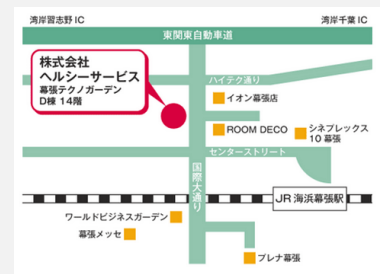 湾岸習志野 IC
湾岸千葉 IC
東関東自動車道
株式会社
ヘルシーサービス
幕張テクノガーデン
D棟 14階
ハイテク通り
イオン幕張店
ROOM DECO
シネプレックス
10 幕張
センターストリート
国際大通り
JR 海浜幕張駅
ワールドビジネスガーデン
幕張メッセ
プレナ幕張